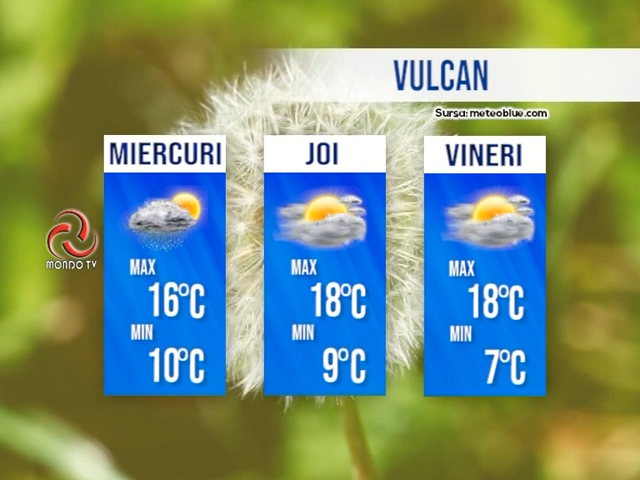 VULCAN
Sursa: meteoblue.com
MIERCURI
MAX
16°C
MIN
10°C
JOI
MAX
18°C
MIN
9°C
VINERI
MAX
18°C
MIN
7°C
MONDO TV